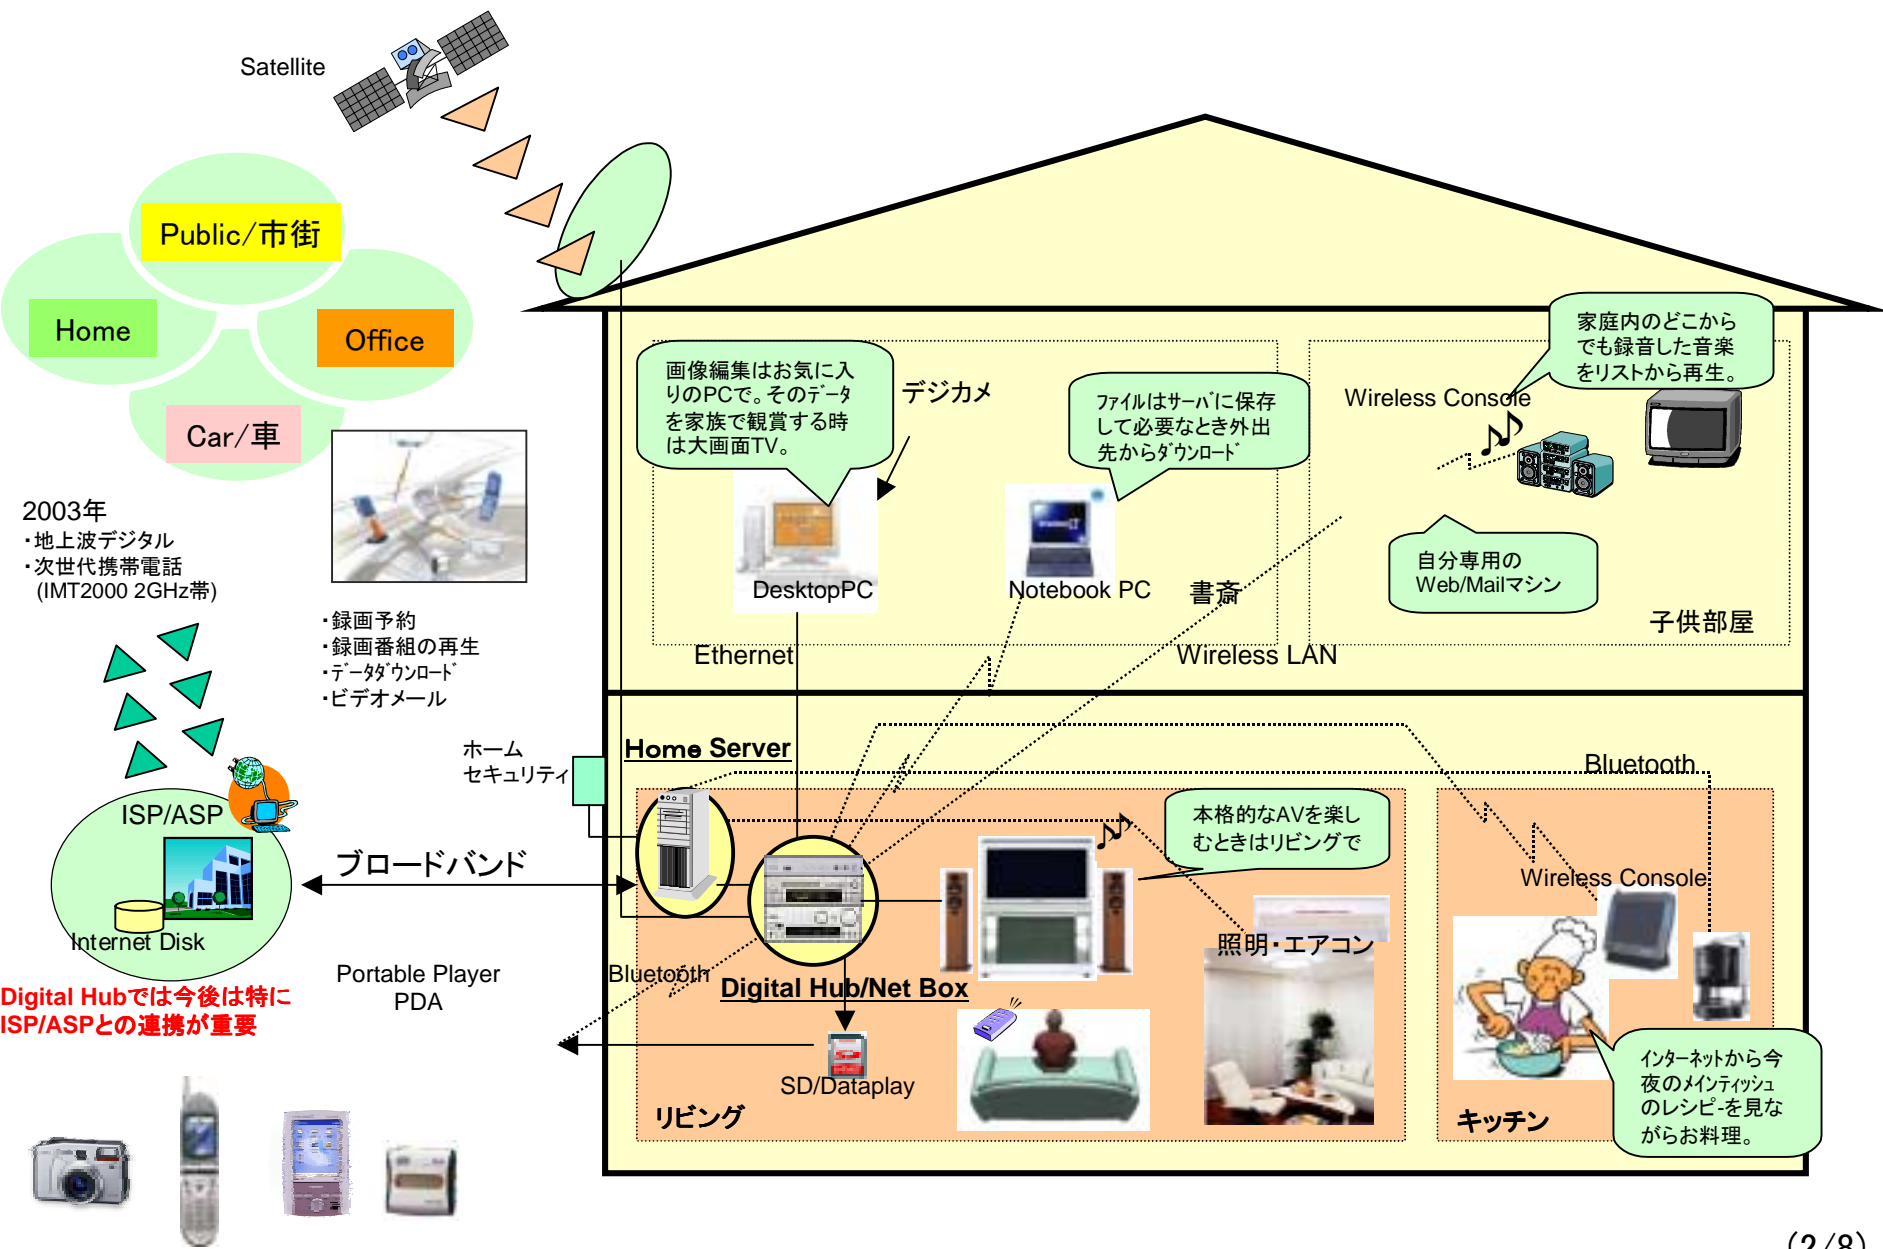 Satellite
Public/市街
Home
Office
Car/車
2003年
・地上波デジタル
・次世代携帯電話
(IMT2000 2GHz帯)
・録画予約
・録画番組の再生
・ﾃﾞｰﾀﾀﾞｳﾝﾛｰﾄﾞ
・ビデオメール
ISP/ASP
Internet Disk
Digital Hubでは今後は特に
ISP/ASPとの連携が重要
ブロードバンド
ホーム
セキュリティ
Portable Player
PDA
画像編集はお気に入
りのPCで。そのﾃﾞｰﾀ
を家族で観賞する時
は大画面TV。
デジカメ
ﾌｧｲﾙはｻｰﾊﾞに保存
して必要なとき外出
先からﾀﾞｳﾝﾛｰﾄﾞ
DesktopPC
Notebook PC
書斎
Ethernet
Wireless LAN
家庭内のどこから
でも録音した音楽
をリストから再生。
Wireless Console
自分専用の
Web/Mailマシン
子供部屋
Home Server
Bluetooth
本格的なAVを楽し
むときはリビングで
Wireless Console
照明・エアコン
Bluetooth
Digital Hub/Net Box
SD/Dataplay
リビング
キッチン
ｲﾝﾀｰﾈｯﾄから今
夜のﾒｲﾝﾃｨｯｼｭ
のレシピ-を見な
がらお料理。
(2/8)